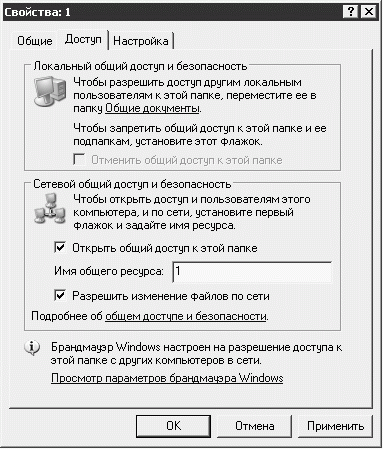 Свойства: 1
Общие
Доступ
Настройка
Локальный общий доступ и безопасность
Чтобы разрешить доступ другим локальным
пользователям к этой папке, переместите ее в
папку Общие документы.
Чтобы запретить общий доступ к этой папке и ее
подпапкам, установите этот флажок.
Отменить общий доступ к этой папке
Сетевой общий доступ и безопасность
Чтобы открыть доступ и пользователям этого
компьютера, и по сети, установите первый
флажок и задайте имя ресурса.
Открыть общий доступ к этой папке
Имя общего ресурса: 1
Разрешить изменение файлов по сети
Подробнее об общем доступе и безопасности.
Брандмауэр Windows настроен на разрешение доступа к
этой папке с других компьютеров в сети.
Просмотр параметров брандмауэра Windows
OK
Отмена
Применить